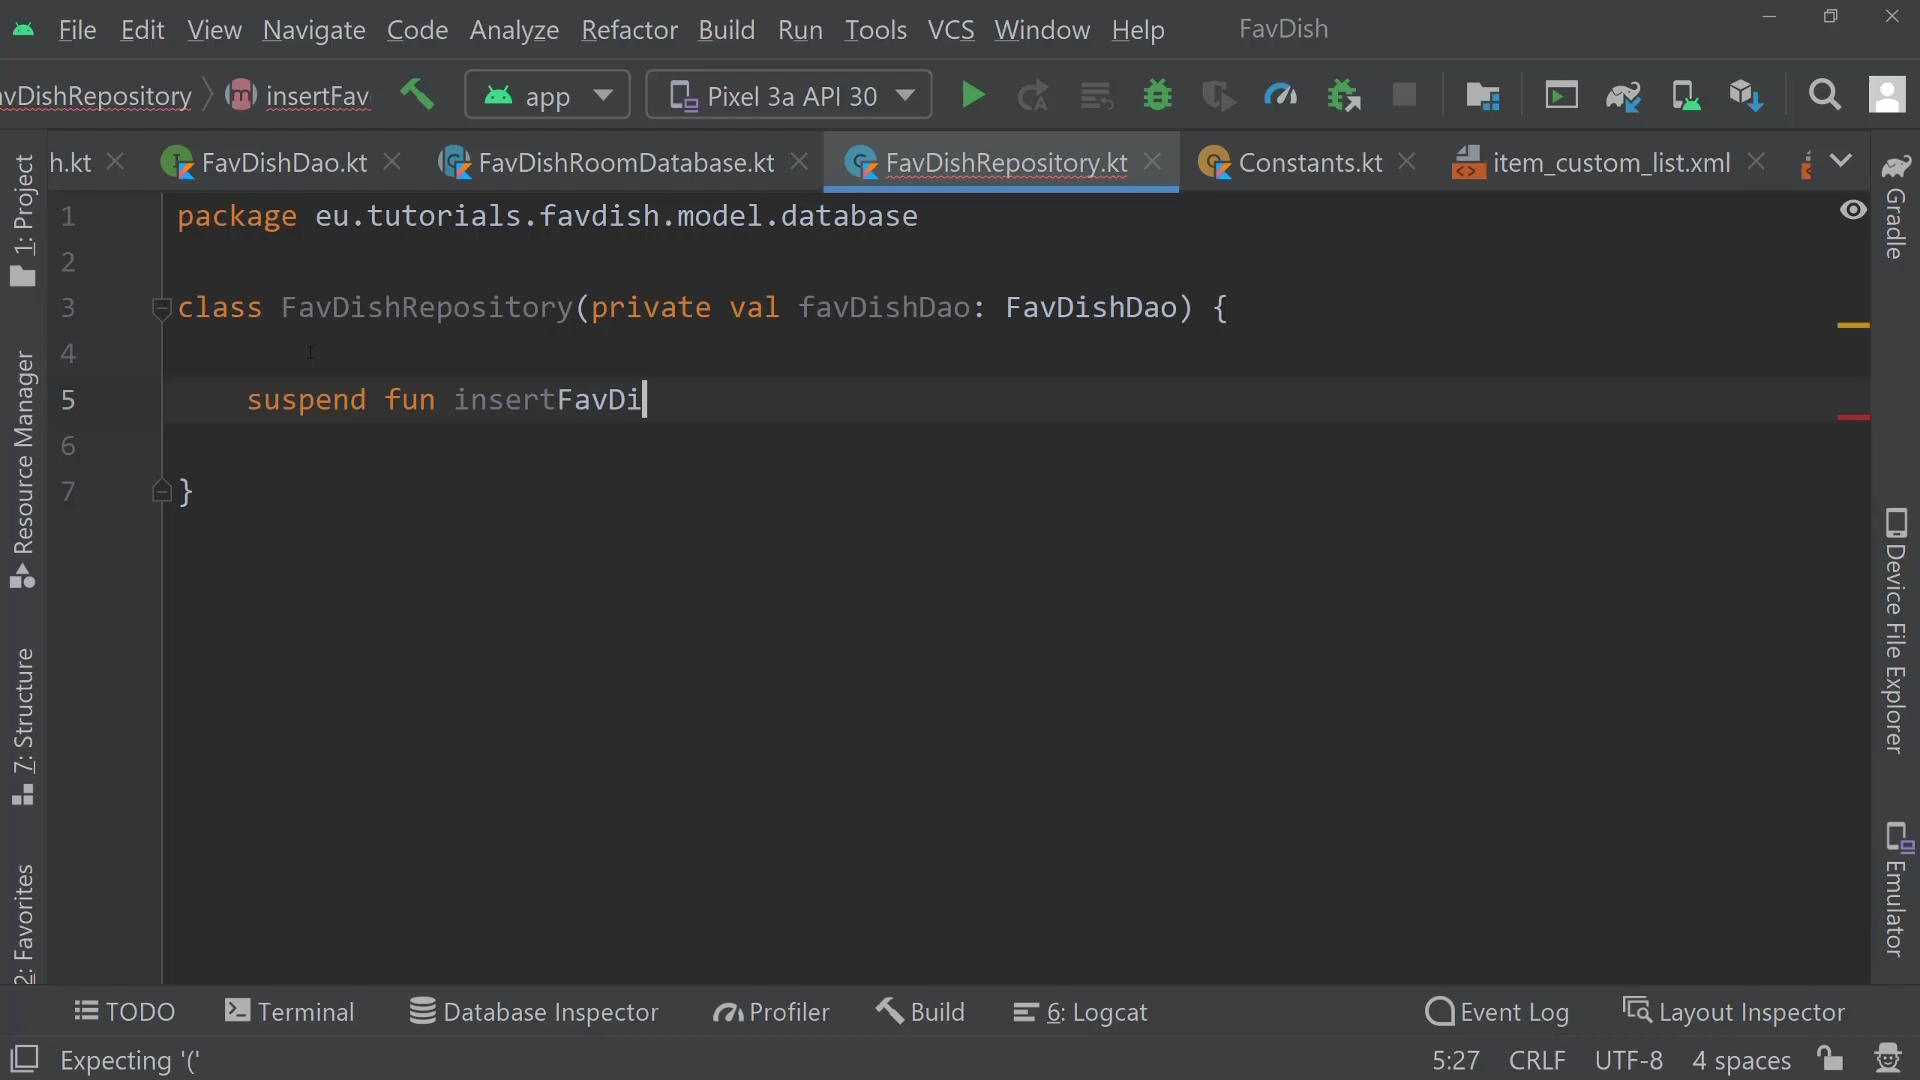 File Edit View Navigate Code Analyze Refactor Build Run Tools VCS Window Help FavDish
vDishRepository insertFav app Pixel 3a API 30
h.kt FavDishDao.kt FavDishRoomDatabase.kt FavDishRepository.kt Constants.kt item_custom_list.xml
1: Project
Resource Manager
7: Structure
2: Favorites
1 package eu.tutorials.favdish.model.database
2
3 class FavDishRepository(private val favDishDao: FavDishDao) {
4
5 suspend fun insertFavDi
6
7 }
Gradle
Device File Explorer
Emulator
TODO Terminal Database Inspector Profiler Build 6: Logcat Event Log Layout Inspector
Expecting '(' 5:27 CRLF UTF-8 4 spaces